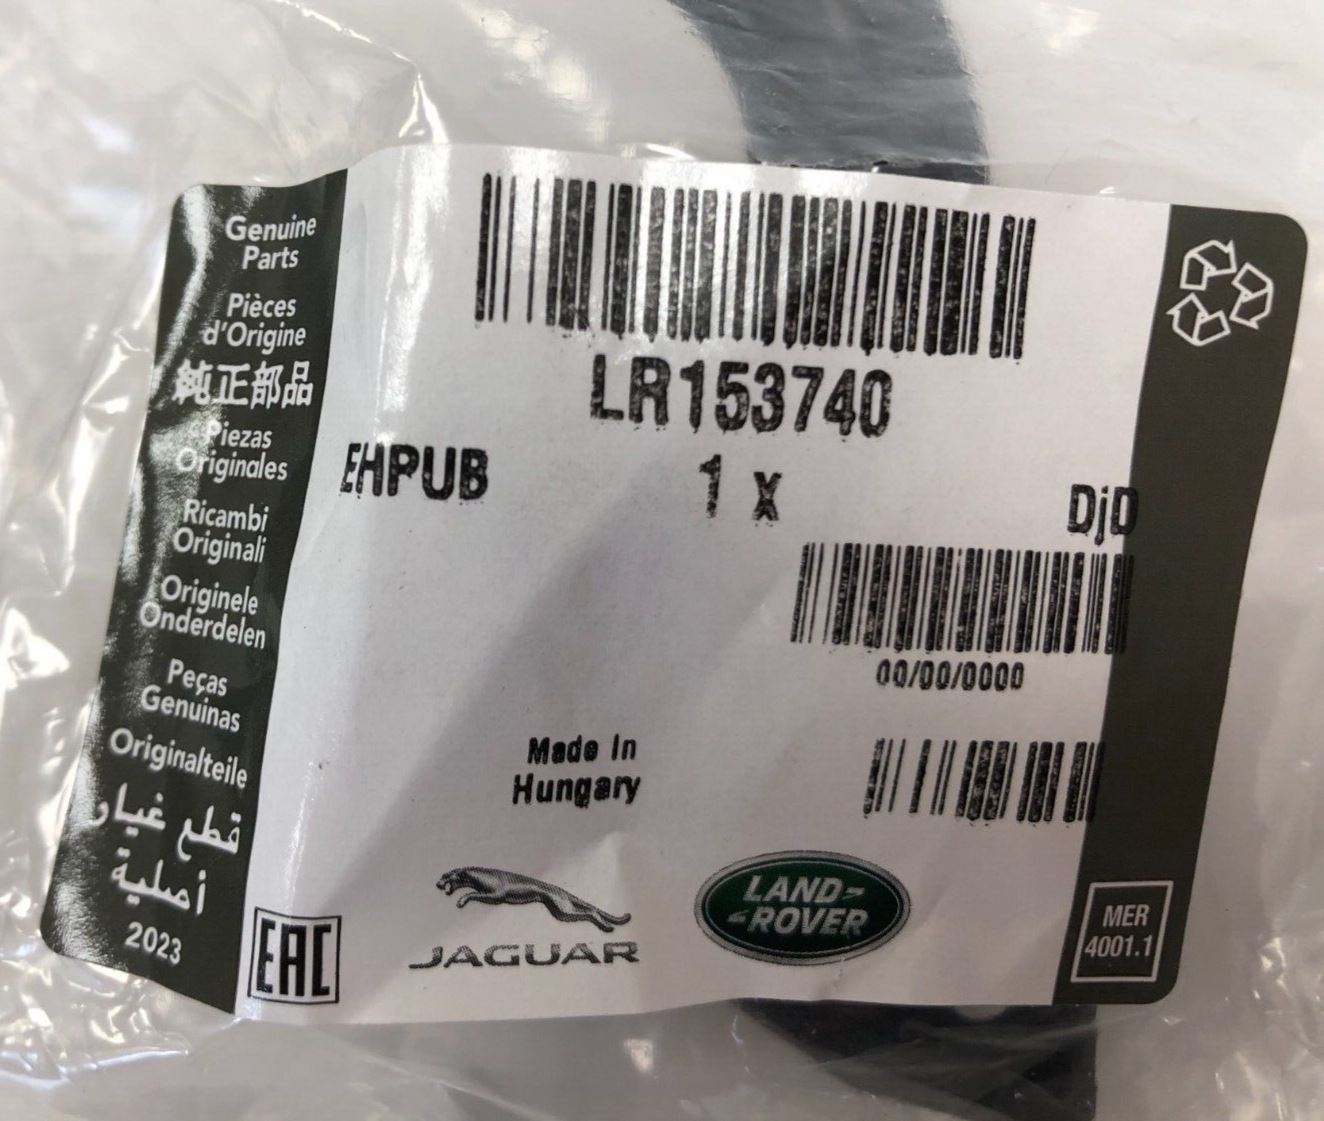 Genuine
Parts
Pièces
d'Origine
純正部品
Piezas
Originales
Ricambi
Originali
Originele
Onderdelen
Peças
Genuínas
Originalteile
قطع غيار
أصلية
2023
LR153740
EHPUB 1 x DjD
00/00/0000
Made In
Hungary
EAC
JAGUAR
LAND-
-ROVER
MER
4001.1